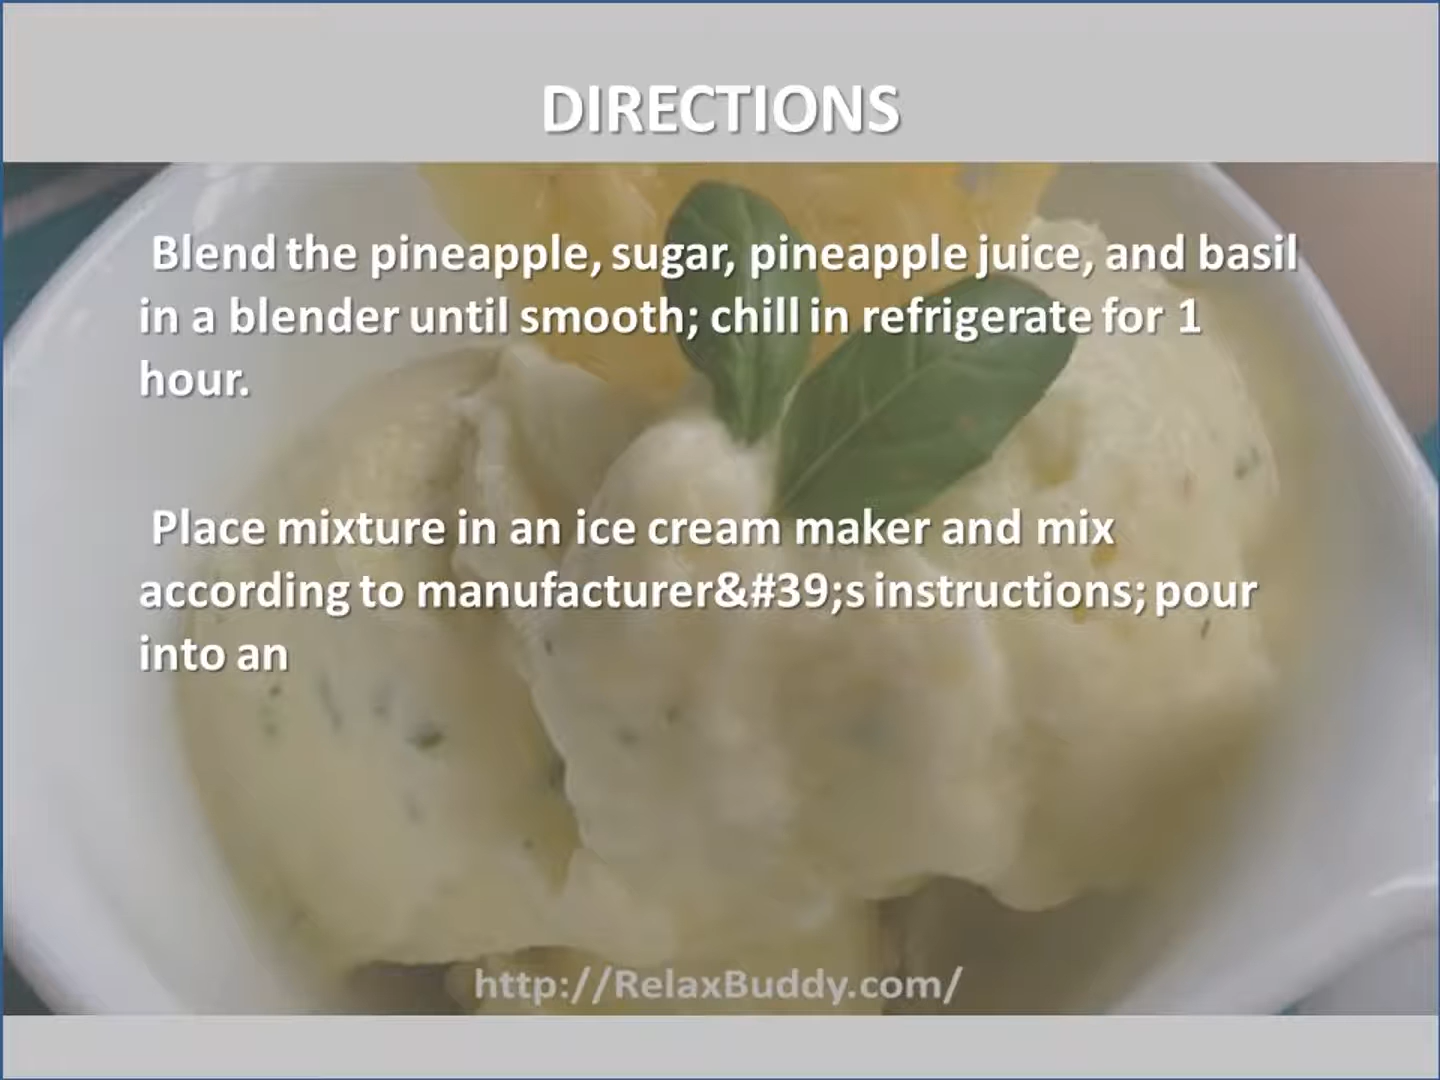 DIRECTIONS
Blend the pineapple, sugar, pineapple juice, and basil
in a blender until smooth; chill in refrigerate for 1
hour.
Place mixture in an ice cream maker and mix
according to manufacturer&#39;s instructions; pour
into an
http://RelaxBuddy.com/